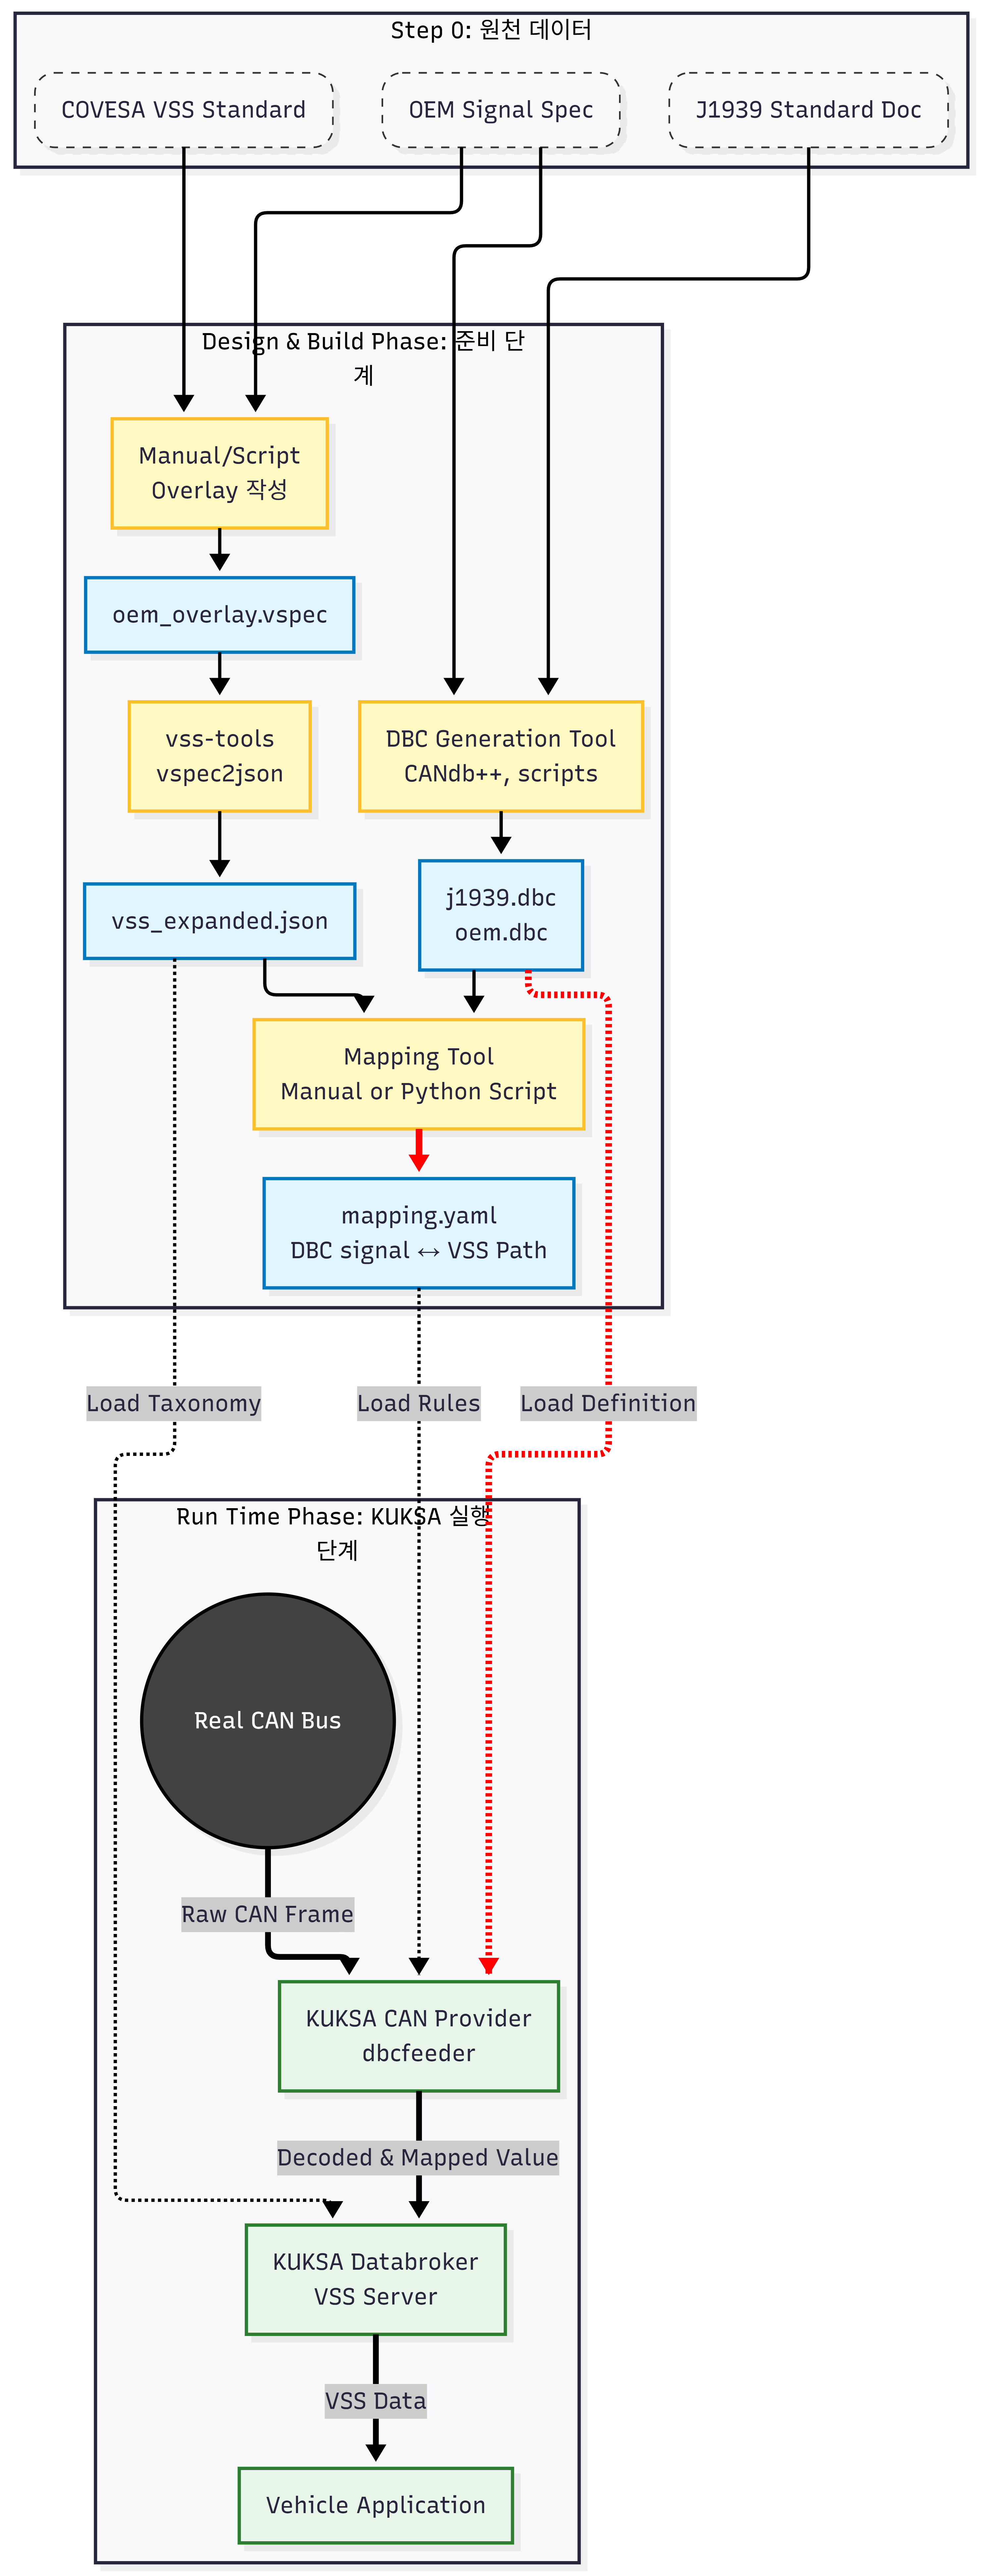 Step 0: 원천 데이터
COVESA VSS Standard
OEM Signal Spec
J1939 Standard Doc
Design & Build Phase: 준비 단
계
Manual/Script
Overlay 작성
oem_overlay.vspec
vss-tools
vspec2json
DBC Generation Tool
CANdb++, scripts
vss_expanded.json
j1939.dbc
oem.dbc
Mapping Tool
Manual or Python Script
mapping.yaml
DBC signal ↔ VSS Path
Load Taxonomy
Load Rules
Load Definition
Run Time Phase: KUKSA 실행
단계
Real CAN Bus
Raw CAN Frame
KUKSA CAN Provider
dbcfeeder
Decoded & Mapped Value
KUKSA Databroker
VSS Server
VSS Data
Vehicle Application